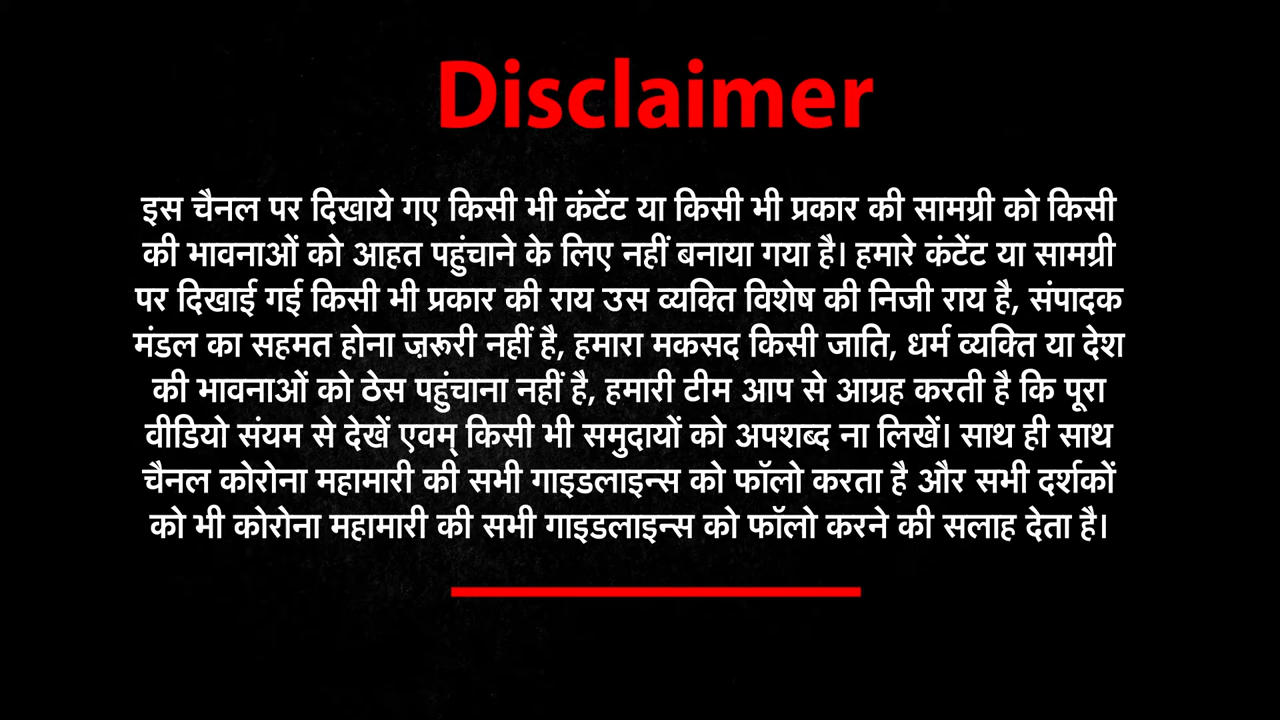 Disclaimer
इस चैनल पर दिखाये गए किसी भी कंटेंट या किसी भी प्रकार की सामग्री को किसी
की भावनाओं को आहत पहुंचाने के लिए नहीं बनाया गया है। हमारे कंटेंट या सामग्री
पर दिखाई गई किसी भी प्रकार की राय उस व्यक्ति विशेष की निजी राय है, संपादक
मंडल का सहमत होना ज़रूरी नहीं है, हमारा मकसद किसी जाति, धर्म व्यक्ति या देश
की भावनाओं को ठेस पहुंचाना नहीं है, हमारी टीम आप से आग्रह करती है कि पूरा
वीडियो संयम से देखें एवम् किसी भी समुदायों को अपशब्द ना लिखें। साथ ही साथ
चैनल कोरोना महामारी की सभी गाइडलाइन्स को फॉलो करता है और सभी दर्शकों
को भी कोरोना महामारी की सभी गाइडलाइन्स को फॉलो करने की सलाह देता है।